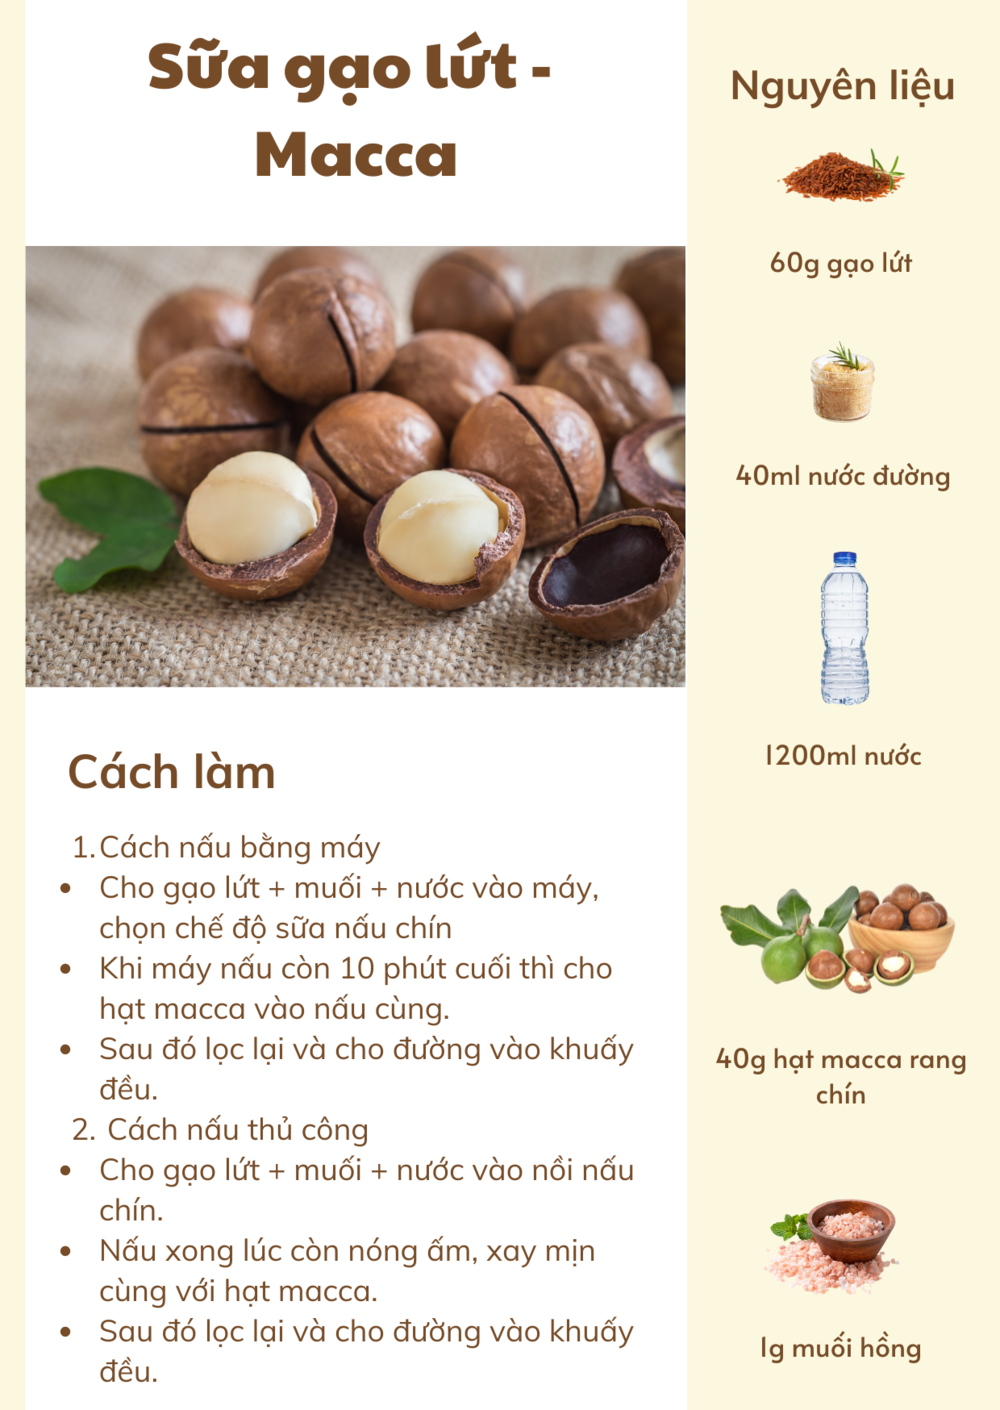 Sữa gạo lứt -
Macca
Cách làm
1. Cách nấu bằng máy
• Cho gạo lứt + muối + nước vào máy,
chọn chế độ sữa nấu chín
• Khi máy nấu còn 10 phút cuối thì cho
hạt macca vào nấu cùng.
• Sau đó lọc lại và cho đường vào khuấy
đều.
2. Cách nấu thủ công
• Cho gạo lứt + muối + nước vào nồi nấu
chín.
• Nấu xong lúc còn nóng ấm, xay mịn
cùng với hạt macca.
• Sau đó lọc lại và cho đường vào khuấy
đều.
Nguyên liệu
60g gạo lứt
40ml nước đường
1200ml nước
40g hạt macca rang
chín
1g muối hồng